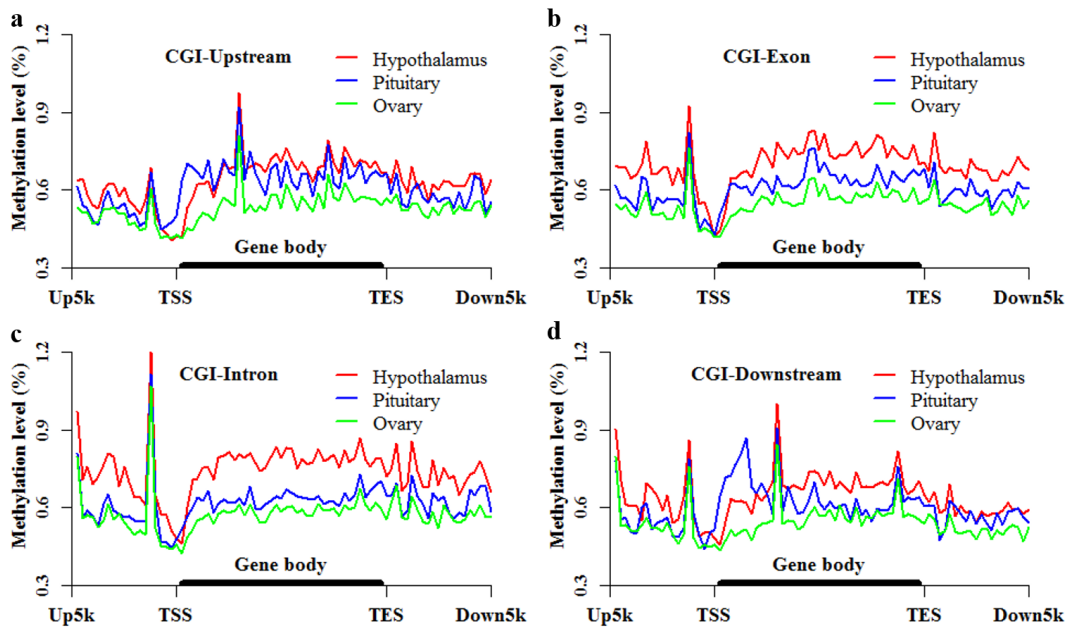 a
Methylation level (%)
1.2
0.9
0.6
0.3
CGI-Upstream
Hypothalamus
Pituitary
Ovary
Gene body
Up5k
TSS
TES
Down5k
b
Methylation level (%)
1.2
0.9
0.6
0.3
CGI-Exon
Hypothalamus
Pituitary
Ovary
Gene body
Up5k
TSS
TES
Down5k
c
Methylation level (%)
1.2
0.9
0.6
0.3
CGI-Intron
Hypothalamus
Pituitary
Ovary
Gene body
Up5k
TSS
TES
Down5k
d
Methylation level (%)
1.2
0.9
0.6
0.3
CGI-Downstream
Hypothalamus
Pituitary
Ovary
Gene body
Up5k
TSS
TES
Down5k